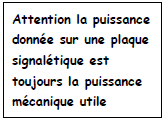 Attention la puissance
donnée sur une plaque
signalétique est
toujours la puissance
mécanique utile